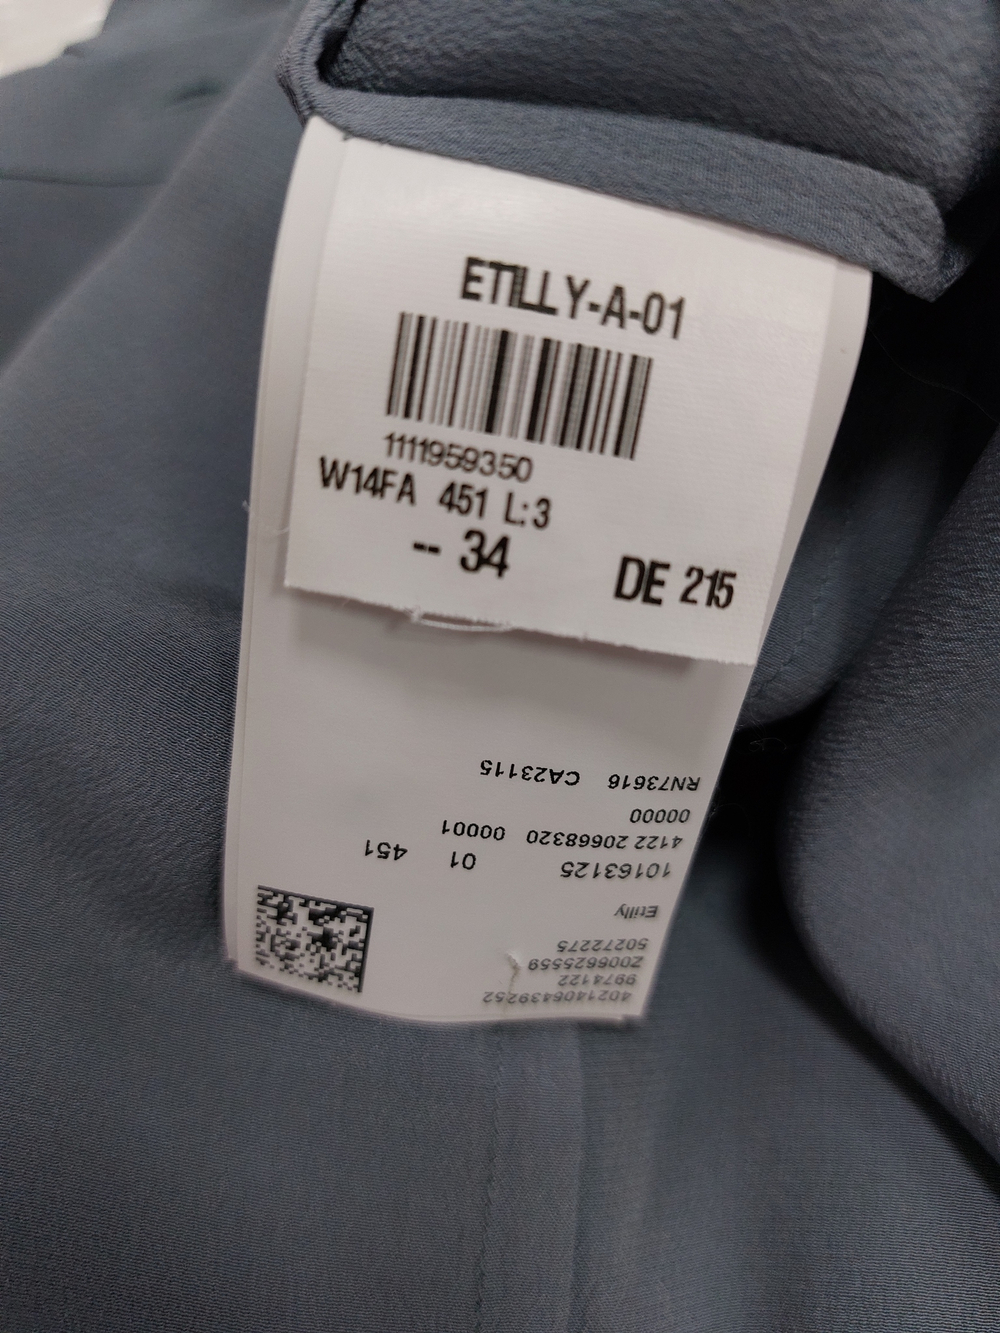 ETILLY-A-01
1111959350
W14FA 451 L:3
-- 34 DE 215
4021406439252
9974122
2006625559
50272275
Etilly
10163125 01 451
4122 20668320 00001
00000
RN73616 CA23115